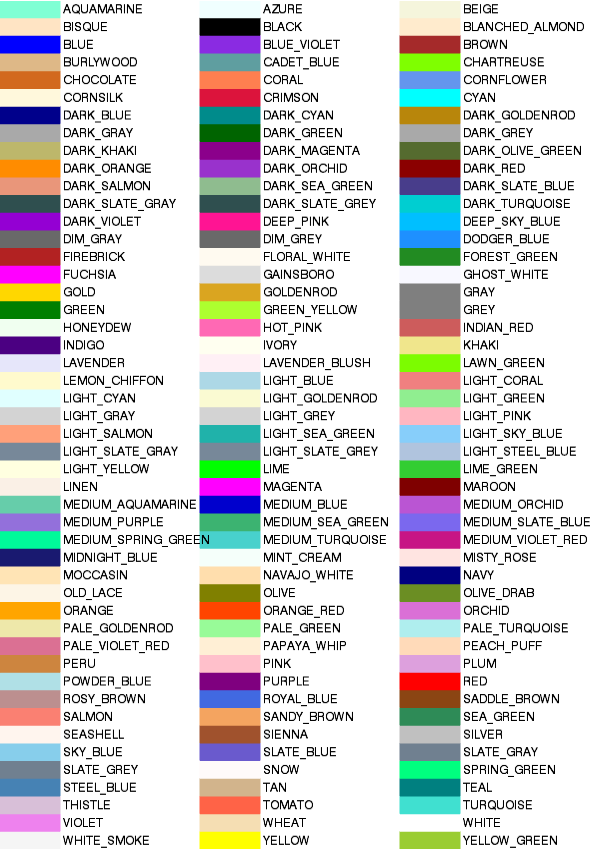 AQUAMARINE AZURE BEIGE
BISQUE BLACK BLANCHED_ALMOND
BLUE BLUE_VIOLET BROWN
BURLYWOOD CADET_BLUE CHARTREUSE
CHOCOLATE CORAL CORNFLOWER
CORNSILK CRIMSON CYAN
DARK_BLUE DARK_CYAN DARK_GOLDENROD
DARK_GRAY DARK_GREEN DARK_GREY
DARK_KHAKI DARK_MAGENTA DARK_OLIVE_GREEN
DARK_ORANGE DARK_ORCHID DARK_RED
DARK_SALMON DARK_SEA_GREEN DARK_SLATE_BLUE
DARK_SLATE_GRAY DARK_SLATE_GREY DARK_TURQUOISE
DARK_VIOLET DEEP_PINK DEEP_SKY_BLUE
DIM_GRAY DIM_GREY DODGER_BLUE
FIREBRICK FLORAL_WHITE FOREST_GREEN
FUCHSIA GAINSBORO GHOST_WHITE
GOLD GOLDENROD GRAY
GREEN GREEN_YELLOW GREY
HONEYDEW HOT_PINK INDIAN_RED
INDIGO IVORY KHAKI
LAVENDER LAVENDER_BLUSH LAWN_GREEN
LEMON_CHIFFON LIGHT_BLUE LIGHT_CORAL
LIGHT_CYAN LIGHT_GOLDENROD LIGHT_GREEN
LIGHT_GRAY LIGHT_GREY LIGHT_PINK
LIGHT_SALMON LIGHT_SEA_GREEN LIGHT_SKY_BLUE
LIGHT_SLATE_GRAY LIGHT_SLATE_GREY LIGHT_STEEL_BLUE
LIGHT_YELLOW LIME LIME_GREEN
LINEN MAGENTA MAROON
MEDIUM_AQUAMARINE MEDIUM_BLUE MEDIUM_ORCHID
MEDIUM_PURPLE MEDIUM_SEA_GREEN MEDIUM_SLATE_BLUE
MEDIUM_SPRING_GREEN MEDIUM_TURQUOISE MEDIUM_VIOLET_RED
MIDNIGHT_BLUE MINT_CREAM MISTY_ROSE
MOCCASIN NAVAJO_WHITE NAVY
OLD_LACE OLIVE OLIVE_DRAB
ORANGE ORANGE_RED ORCHID
PALE_GOLDENROD PALE_GREEN PALE_TURQUOISE
PALE_VIOLET_RED PAPAYA_WHIP PEACH_PUFF
PERU PINK PLUM
POWDER_BLUE PURPLE RED
ROSY_BROWN ROYAL_BLUE SADDLE_BROWN
SALMON SANDY_BROWN SEA_GREEN
SEASHELL SIENNA SILVER
SKY_BLUE SLATE_BLUE SLATE_GRAY
SLATE_GREY SNOW SPRING_GREEN
STEEL_BLUE TAN TEAL
THISTLE TOMATO TURQUOISE
VIOLET WHEAT WHITE
WHITE_SMOKE YELLOW YELLOW_GREEN